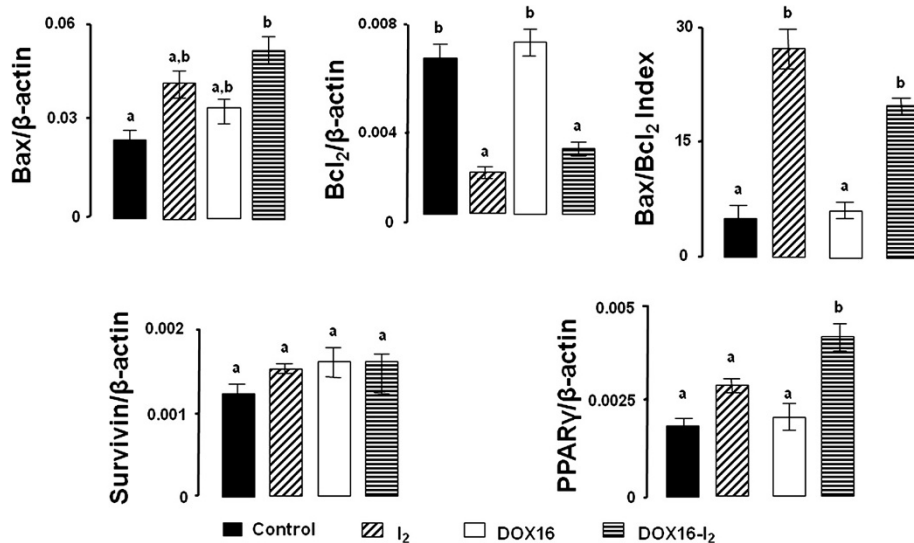 0.06
0.03
0
Bax/β-actin
a
a,b
a,b
b
0.008
0.004
0
Bcl₂/β-actin
b
a
b
a
30
15
0
Bax/Bcl₂ Index
a
b
a
b
0.002
0.001
0
Survivin/β-actin
a
a
a
a
0.005
0.0025
0
PPARγ/β-actin
a
a
a
b
Control I₂ DOX16 DOX16-I₂